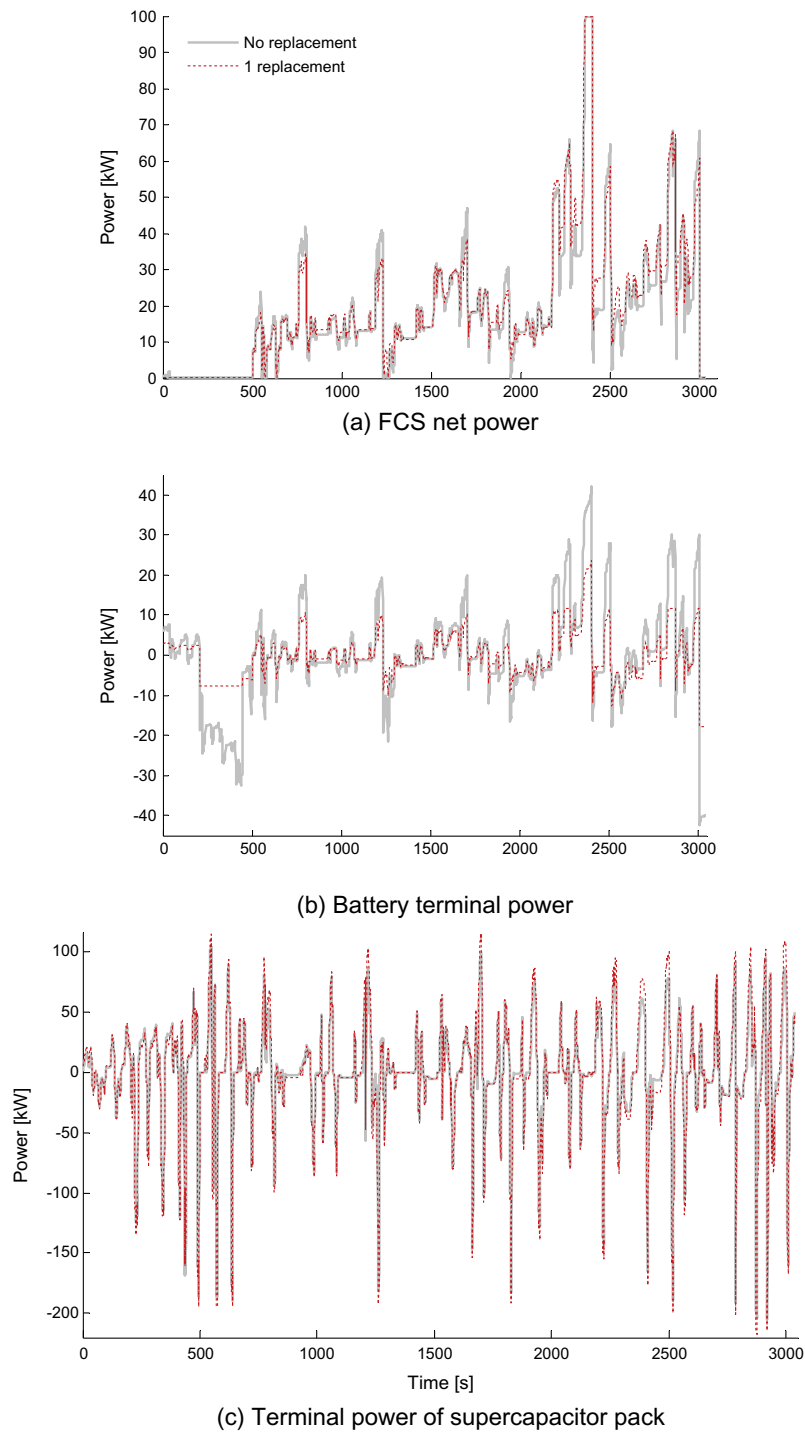 100
90
80
70
60
50
40
30
20
10
0
Power [kW]
No replacement
1 replacement
0 500 1000 1500 2000 2500 3000
(a) FCS net power
40
30
20
10
0
-10
-20
-30
-40
Power [kW]
0 500 1000 1500 2000 2500 3000
(b) Battery terminal power
100
50
0
-50
-100
-150
-200
Power [kW]
0 500 1000 1500 2000 2500 3000
Time [s]
(c) Terminal power of supercapacitor pack